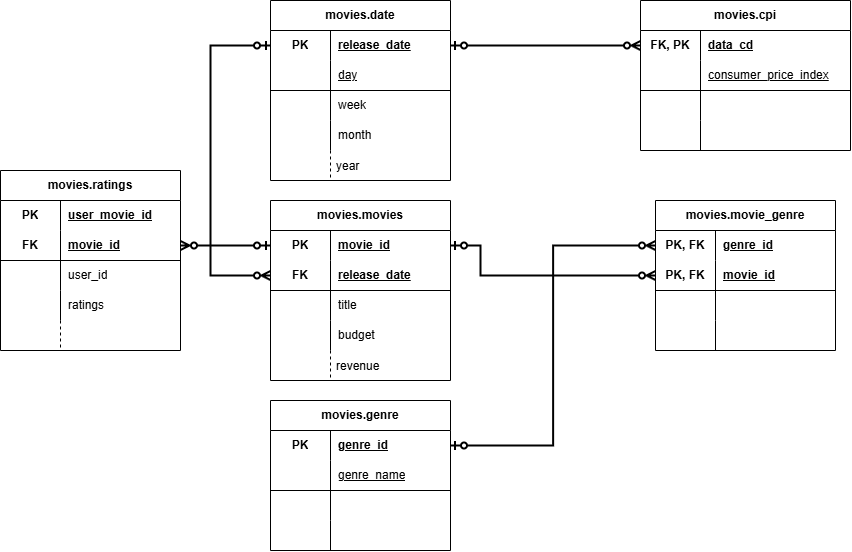 movies.date
PK release_date
day
week
month
year
movies.cpi
FK, PK data_cd
consumer_price_index
movies.ratings
PK user_movie_id
FK movie_id
user_id
ratings
movies.movies
PK movie_id
FK release_date
title
budget
revenue
movies.movie_genre
PK, FK genre_id
PK, FK movie_id
movies.genre
PK genre_id
genre_name